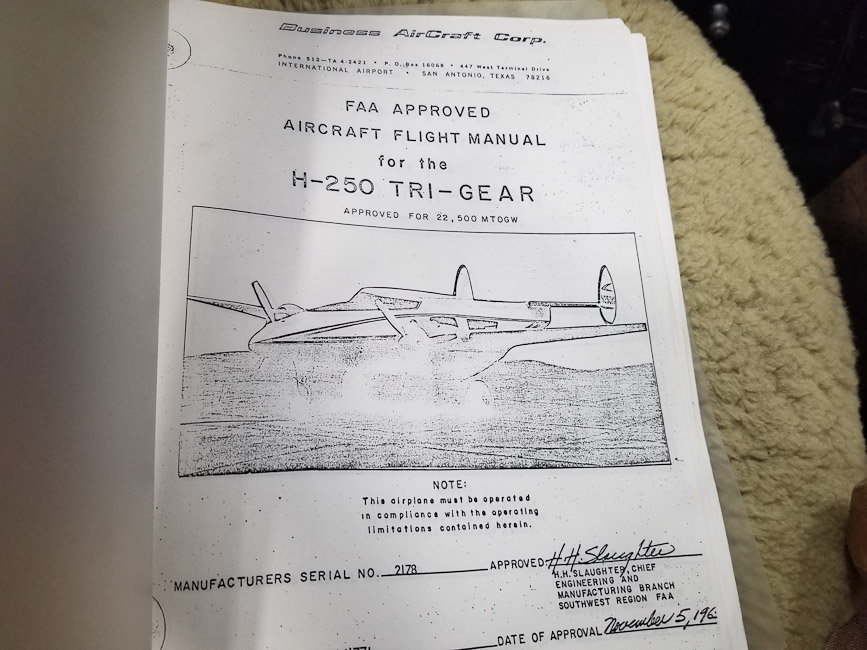 Business AirCraft Corp.
Phone 512—TA 4-2421 • P. O. Box 16068 • 447 West Terminal Drive
INTERNATIONAL AIRPORT • SAN ANTONIO, TEXAS 78216
FAA APPROVED
AIRCRAFT FLIGHT MANUAL
for the
H-250 TRI-GEAR
APPROVED FOR 22,500 MTOGW
NOTE:
This airplane must be operated
in compliance with the operating
limitations contained herein.
MANUFACTURERS SERIAL NO. 2178
APPROVED H.H. Slaughter
H.H. SLAUGHTER, CHIEF
ENGINEERING AND
MANUFACTURING BRANCH
SOUTHWEST REGION FAA
DATE OF APPROVAL November 5, 196